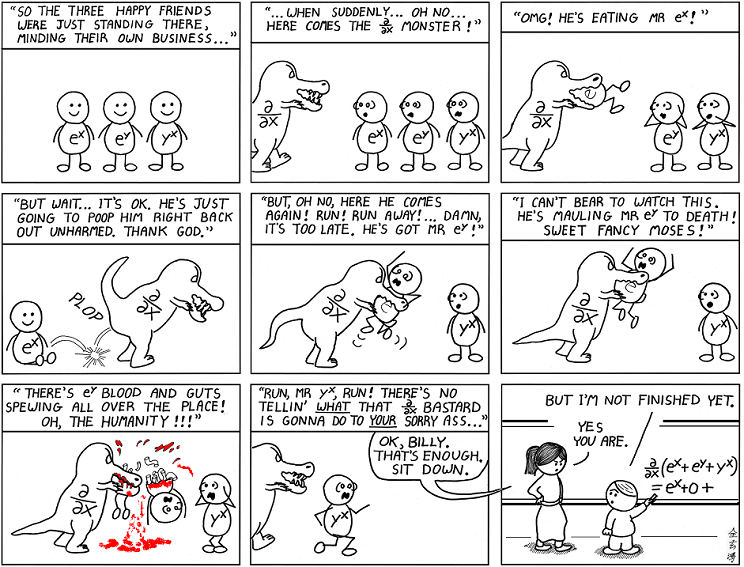 "SO THE THREE HAPPY FRIENDS
WERE JUST STANDING THERE,
MINDING THEIR OWN BUSINESS..."
eˣ eʸ yˣ
"...WHEN SUDDENLY... OH NO...
HERE COMES THE ∂/∂x MONSTER!"
∂/∂x eˣ eʸ yˣ
"OMG! HE'S EATING MR eˣ!"
∂/∂x eʸ yˣ
"BUT WAIT... IT'S OK. HE'S JUST
GOING TO POOP HIM RIGHT BACK
OUT UNHARMED. THANK GOD."
PLOP
eˣ ∂/∂x
"BUT, OH NO, HERE HE COMES
AGAIN! RUN! RUN AWAY!... DAMN,
IT'S TOO LATE. HE'S GOT MR eʸ!"
∂/∂x e yˣ
"I CAN'T BEAR TO WATCH THIS.
HE'S MAULING MR eʸ TO DEATH!
SWEET FANCY MOSES!"
∂/∂x e yˣ
"THERE'S eʸ BLOOD AND GUTS
SPEWING ALL OVER THE PLACE!
OH, THE HUMANITY!!!"
∂/∂x yˣ
"RUN, MR yˣ, RUN! THERE'S NO
TELLIN' WHAT THAT ∂/∂x BASTARD
IS GONNA DO TO YOUR SORRY ASS..."
yˣ
OK, BILLY.
THAT'S ENOUGH.
SIT DOWN.
BUT I'M NOT FINISHED YET.
YES
YOU ARE.
∂/∂x(eˣ+eʸ+yˣ)
=eˣ+0+